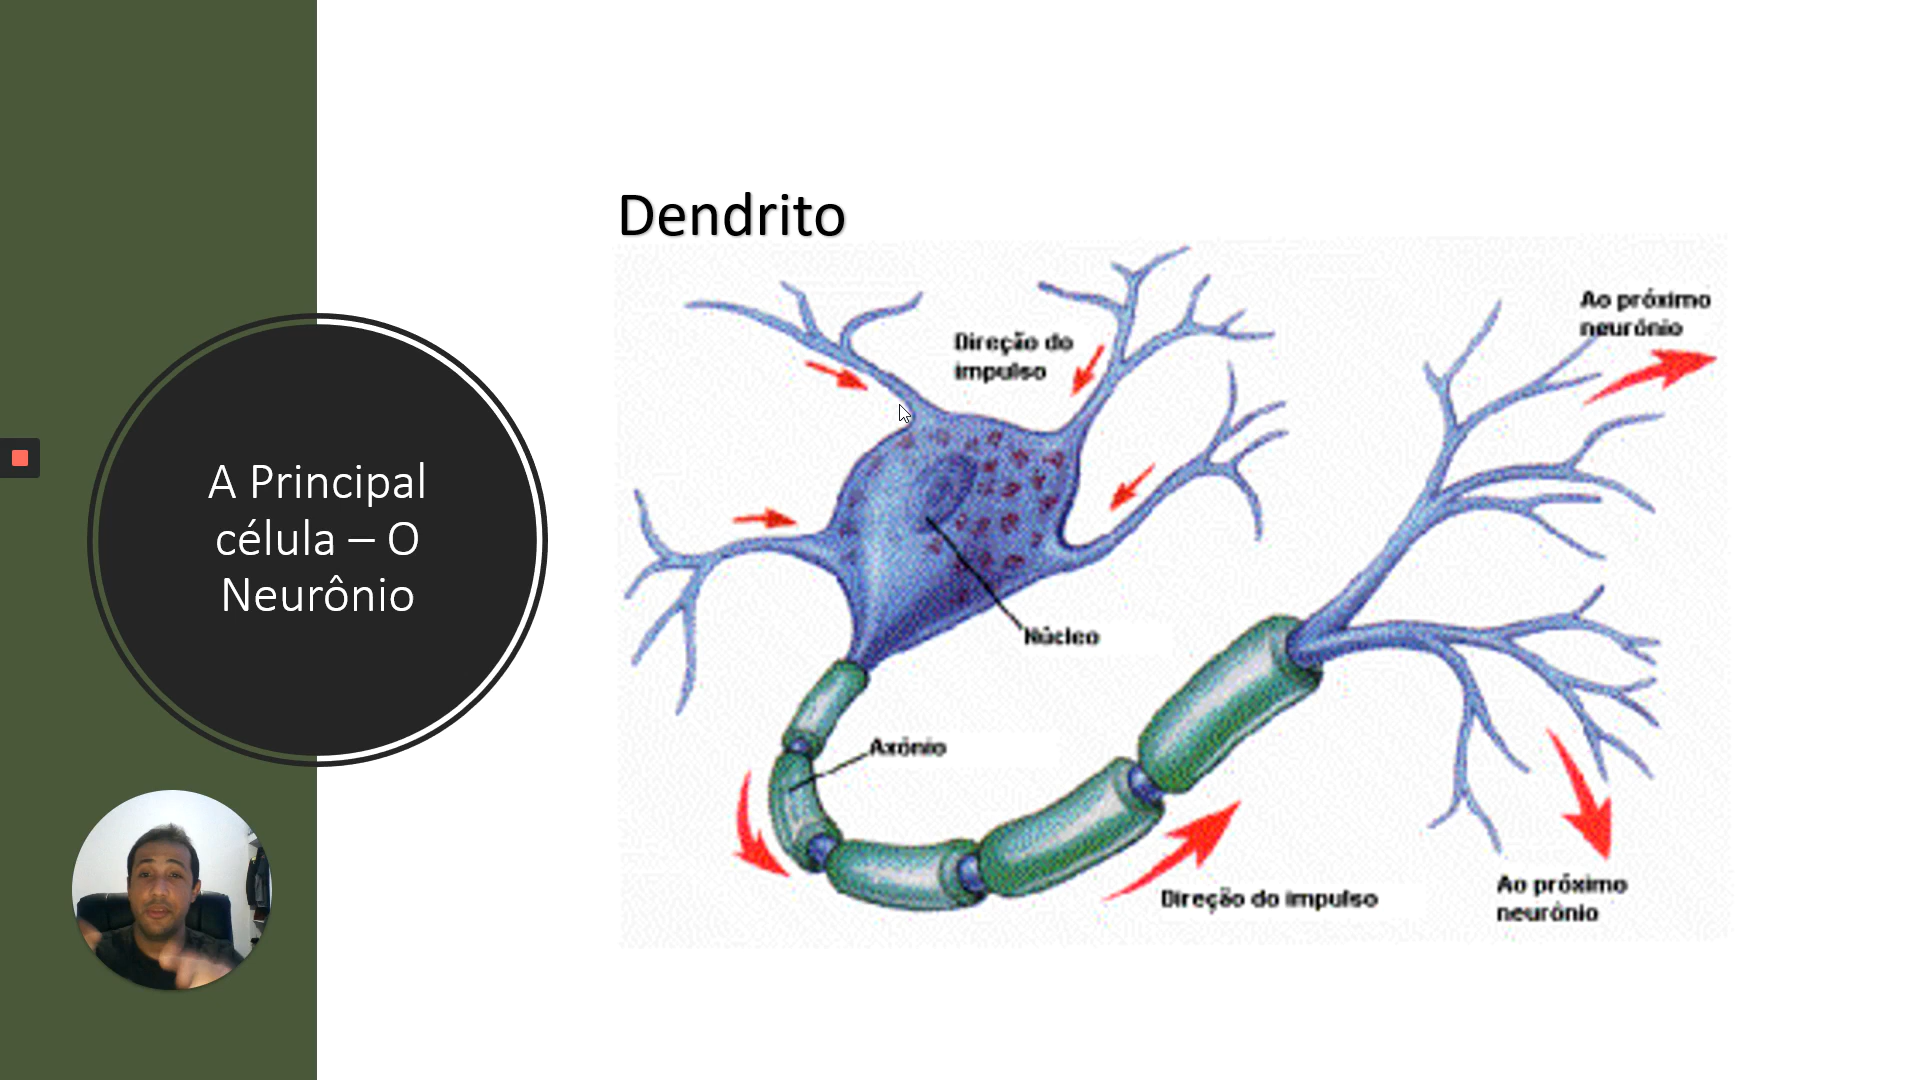 A Principal
célula – O
Neurônio
Dendrito
Direção do
impulso
Ao próximo
neurônio
Núcleo
Axônio
Direção do impulso
Ao próximo
neurônio